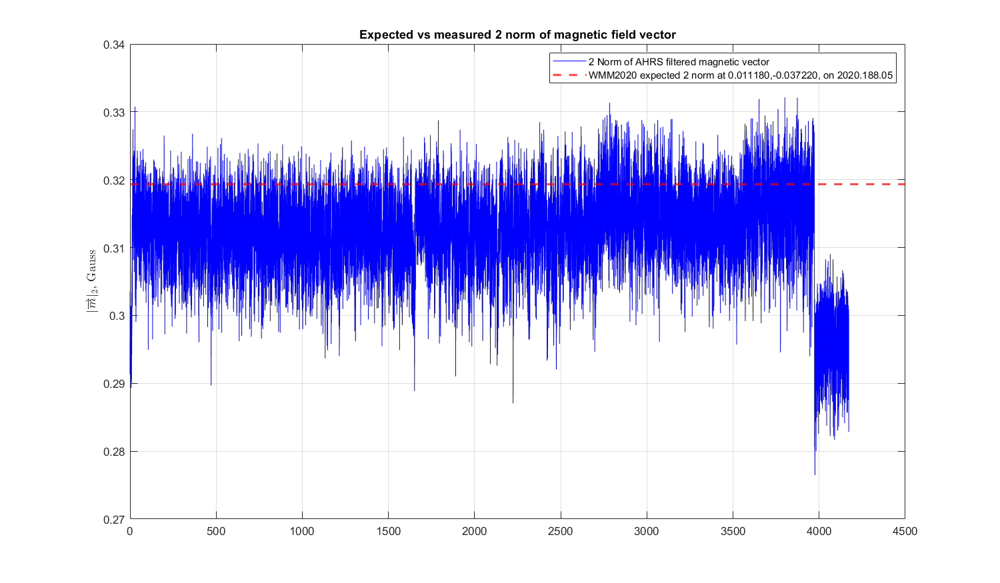 Expected vs measured 2 norm of magnetic field vector
0.34
2 Norm of AHRS filtered magnetic vector
WMM2020 expected 2 norm at 0.011180,-0.037220, on 2020.188.05
0.33
0.32
0.31
0.3
0.29
0.28
0.27
|m⃗|₂, Gauss
0 500 1000 1500 2000 2500 3000 3500 4000 4500